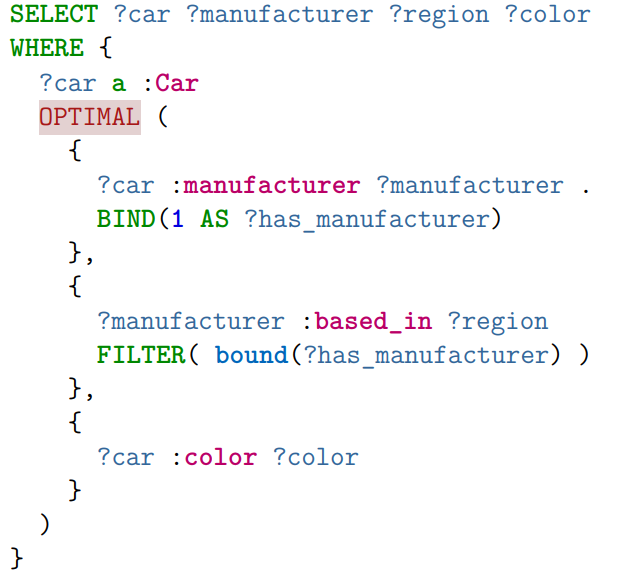 SELECT ?car ?manufacturer ?region ?color
WHERE {
?car a :Car
OPTIMAL (
{
?car :manufacturer ?manufacturer .
BIND(1 AS ?has_manufacturer)
},
{
?manufacturer :based_in ?region
FILTER( bound(?has_manufacturer) )
},
{
?car :color ?color
}
)
}